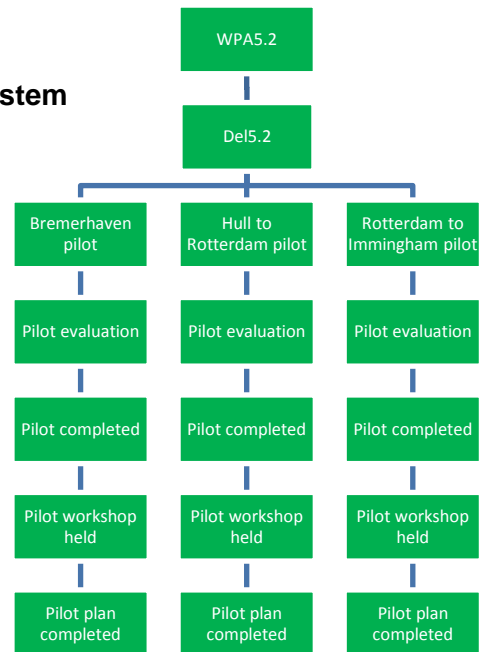 WPA5.2
stem
Del5.2
Bremerhaven
pilot
Hull to
Rotterdam pilot
Rotterdam to
Immingham pilot
Pilot evaluation
Pilot evaluation
Pilot evaluation
Pilot completed
Pilot completed
Pilot completed
Pilot workshop
held
Pilot workshop
held
Pilot workshop
held
Pilot plan
completed
Pilot plan
completed
Pilot plan
completed